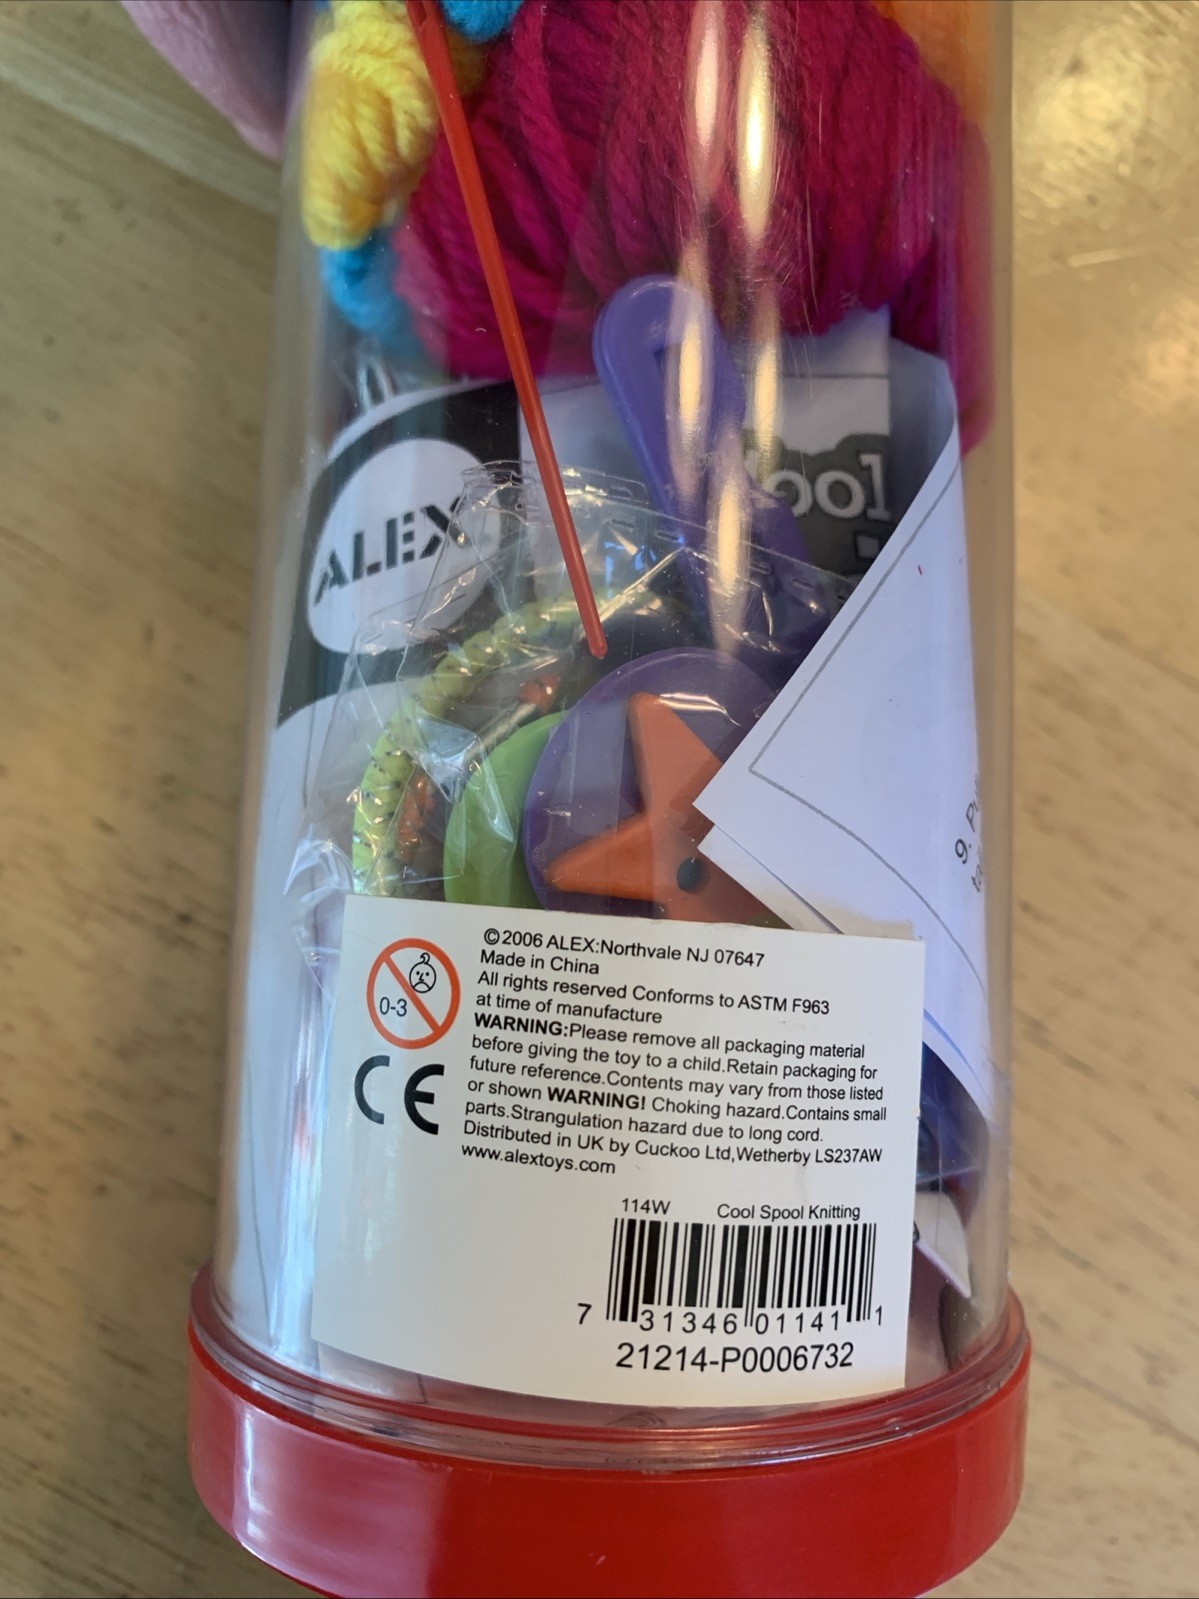 ALEX
ool
9. P
©2006 ALEX:Northvale NJ 07647
Made in China
All rights reserved Conforms to ASTM F963
at time of manufacture
WARNING:Please remove all packaging material
before giving the toy to a child.Retain packaging for
future reference.Contents may vary from those listed
or shown WARNING! Choking hazard.Contains small
parts.Strangulation hazard due to long cord.
Distributed in UK by Cuckoo Ltd,Wetherby LS237AW
www.alextoys.com
0-3
CE
114W Cool Spool Knitting
7 31346 01141 1
21214-P0006732